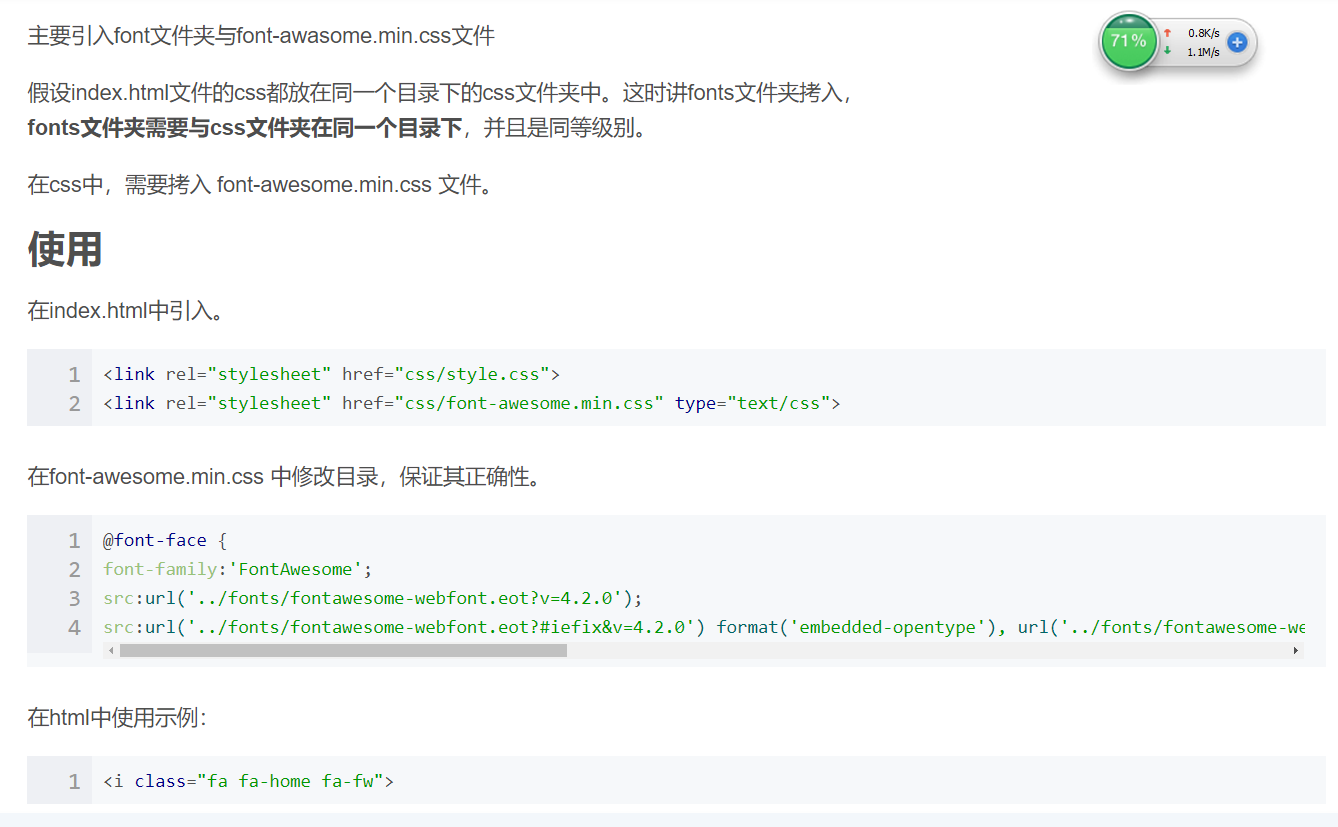 主要引入font文件夹与font-awasome.min.css文件
71%
0.8K/s
1.1M/s
假设index.html文件的css都放在同一个目录下的css文件夹中。这时讲fonts文件夹拷入，
fonts文件夹需要与css文件夹在同一个目录下，并且是同等级别。
在css中，需要拷入 font-awesome.min.css 文件。
使用
在index.html中引入。
1 <link rel="stylesheet" href="css/style.css">
2 <link rel="stylesheet" href="css/font-awesome.min.css" type="text/css">
在font-awesome.min.css 中修改目录，保证其正确性。
1 @font-face {
2 font-family:'FontAwesome';
3 src:url('../fonts/fontawesome-webfont.eot?v=4.2.0');
4 src:url('../fonts/fontawesome-webfont.eot?#iefix&v=4.2.0') format('embedded-opentype'), url('../fonts/fontawesome-we
在html中使用示例：
1 <i class="fa fa-home fa-fw">